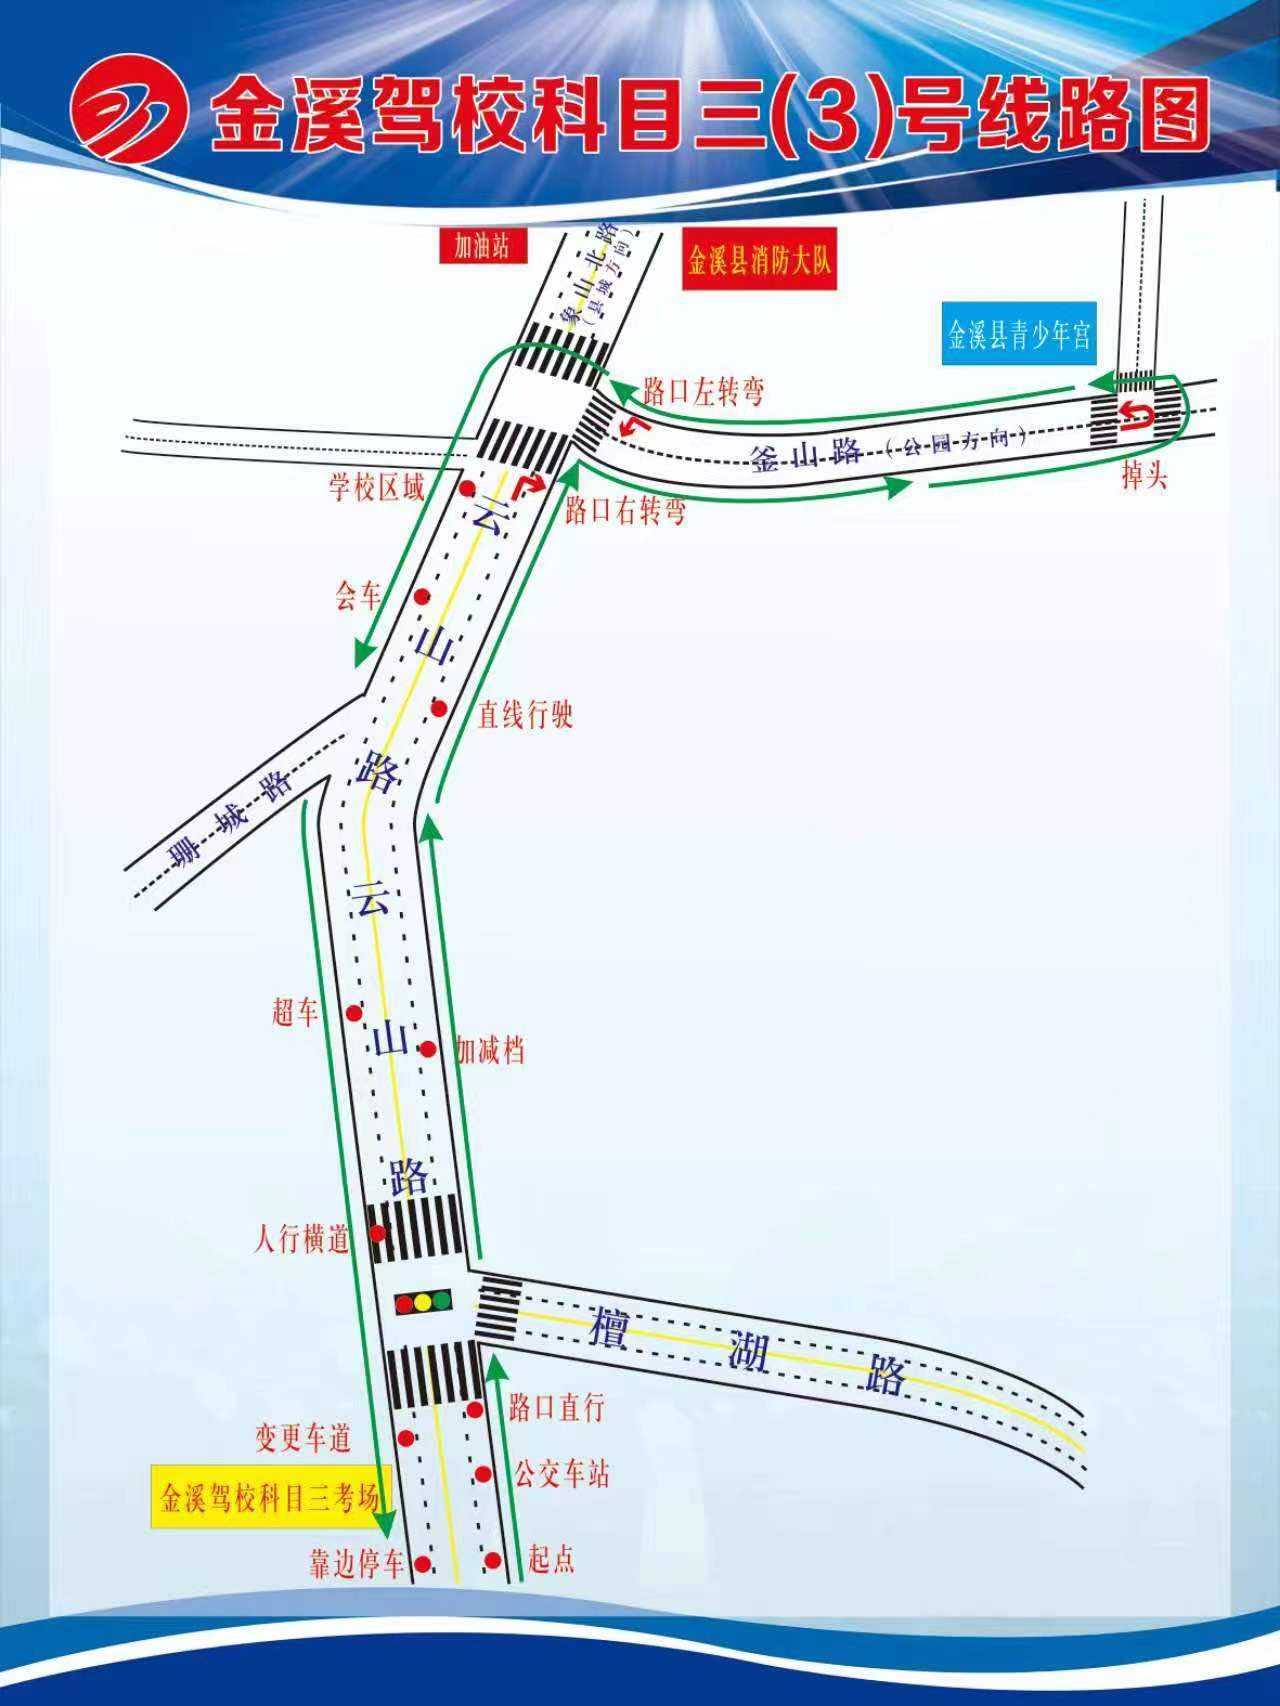 金溪驾校科目三(3)号线路图
加油站
象山北路
(县城方向)
金溪县消防大队
金溪县青少年宫
路口左转弯
釜山路(公园方向)
掉头
学校区域
路口右转弯
云山路
会车
直线行驶
珊城路
云山路
超车
加减档
人行横道
檀湖路
路口直行
变更车道
公交车站
金溪驾校科目三考场
靠边停车
起点